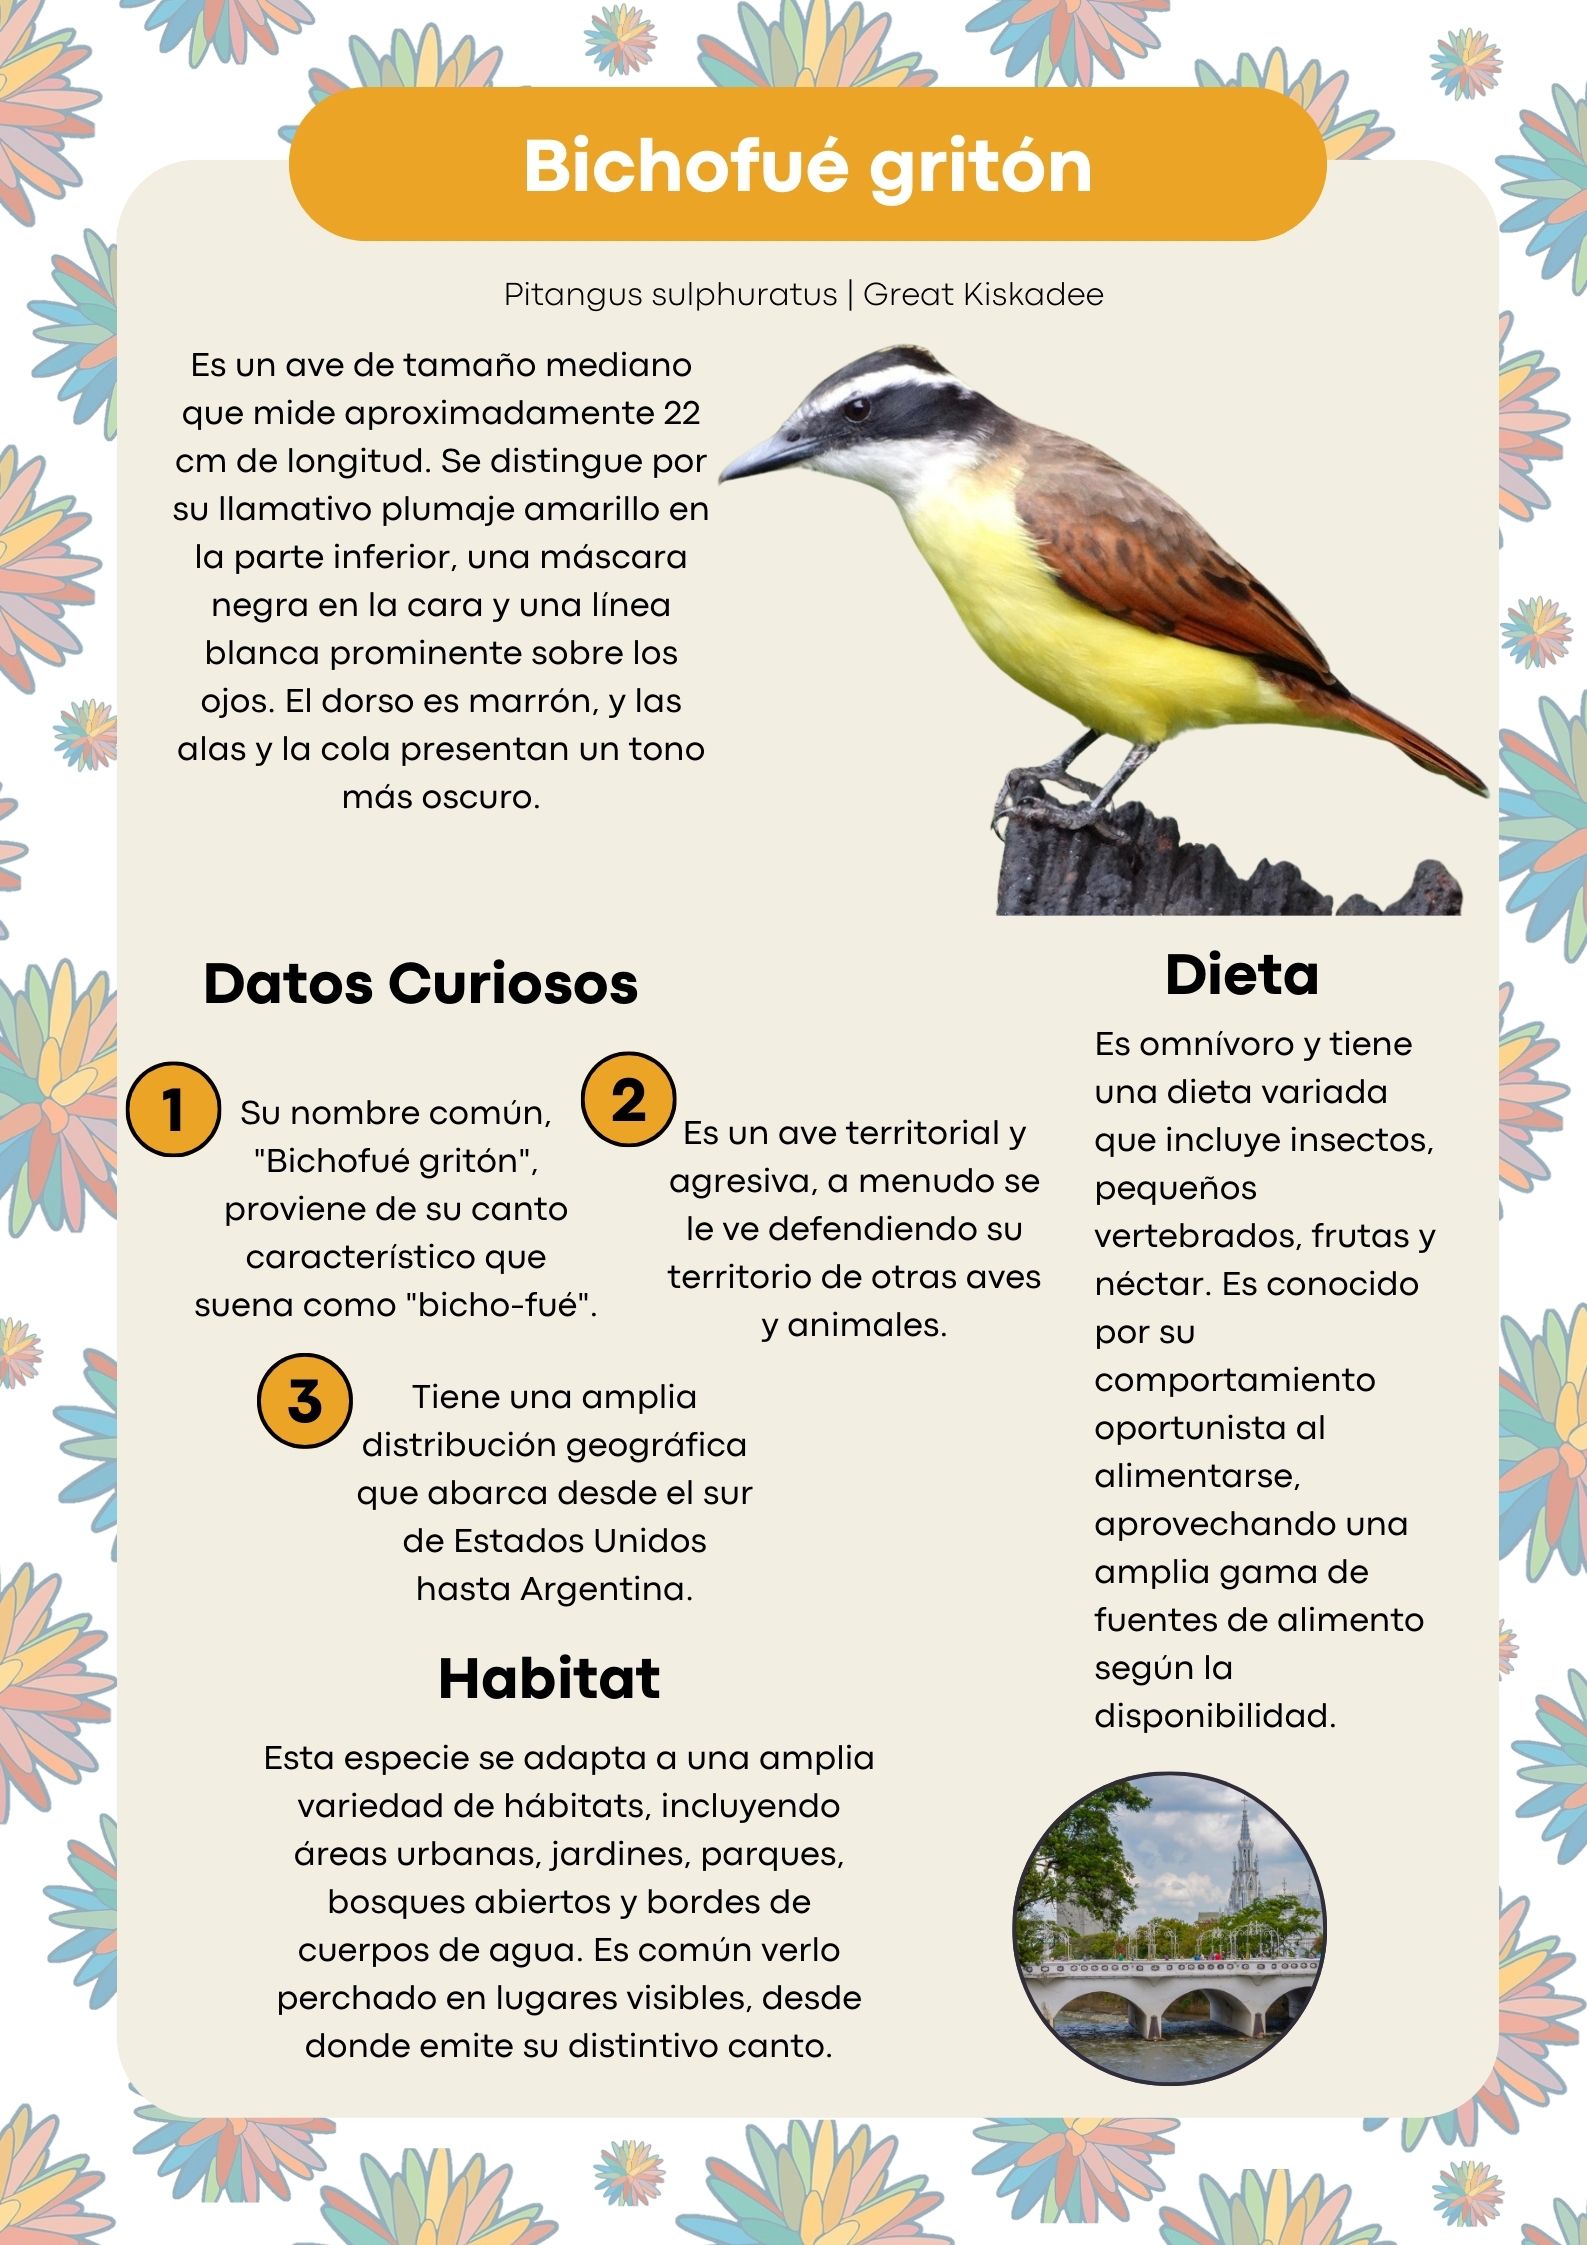 Bichofué gritón
Pitangus sulphuratus | Great Kiskadee
Es un ave de tamaño mediano
que mide aproximadamente 22
cm de longitud. Se distingue por
su llamativo plumaje amarillo en
la parte inferior, una máscara
negra en la cara y una línea
blanca prominente sobre los
ojos. El dorso es marrón, y las
alas y la cola presentan un tono
más oscuro.
Datos Curiosos
1
Su nombre común,
"Bichofué gritón",
proviene de su canto
característico que
suena como "bicho-fué".
2
Es un ave territorial y
agresiva, a menudo se
le ve defendiendo su
territorio de otras aves
y animales.
3
Tiene una amplia
distribución geográfica
que abarca desde el sur
de Estados Unidos
hasta Argentina.
Dieta
Es omnívoro y tiene
una dieta variada
que incluye insectos,
pequeños
vertebrados, frutas y
néctar. Es conocido
por su
comportamiento
oportunista al
alimentarse,
aprovechando una
amplia gama de
fuentes de alimento
según la
disponibilidad.
Habitat
Esta especie se adapta a una amplia
variedad de hábitats, incluyendo
áreas urbanas, jardines, parques,
bosques abiertos y bordes de
cuerpos de agua. Es común verlo
perchado en lugares visibles, desde
donde emite su distintivo canto.